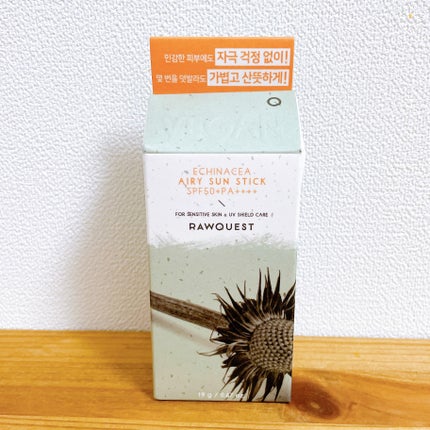 민감한 피부에도 자극 걱정 없이!
몇 번을 덧발라도 가볍고 산뜻하게!
VEGAN
ECHINACEA
AIRY SUN STICK
SPF50+PA++++
FOR SENSITIVE SKIN & UV SHIELD CARE
RAWQUEST
19 g /